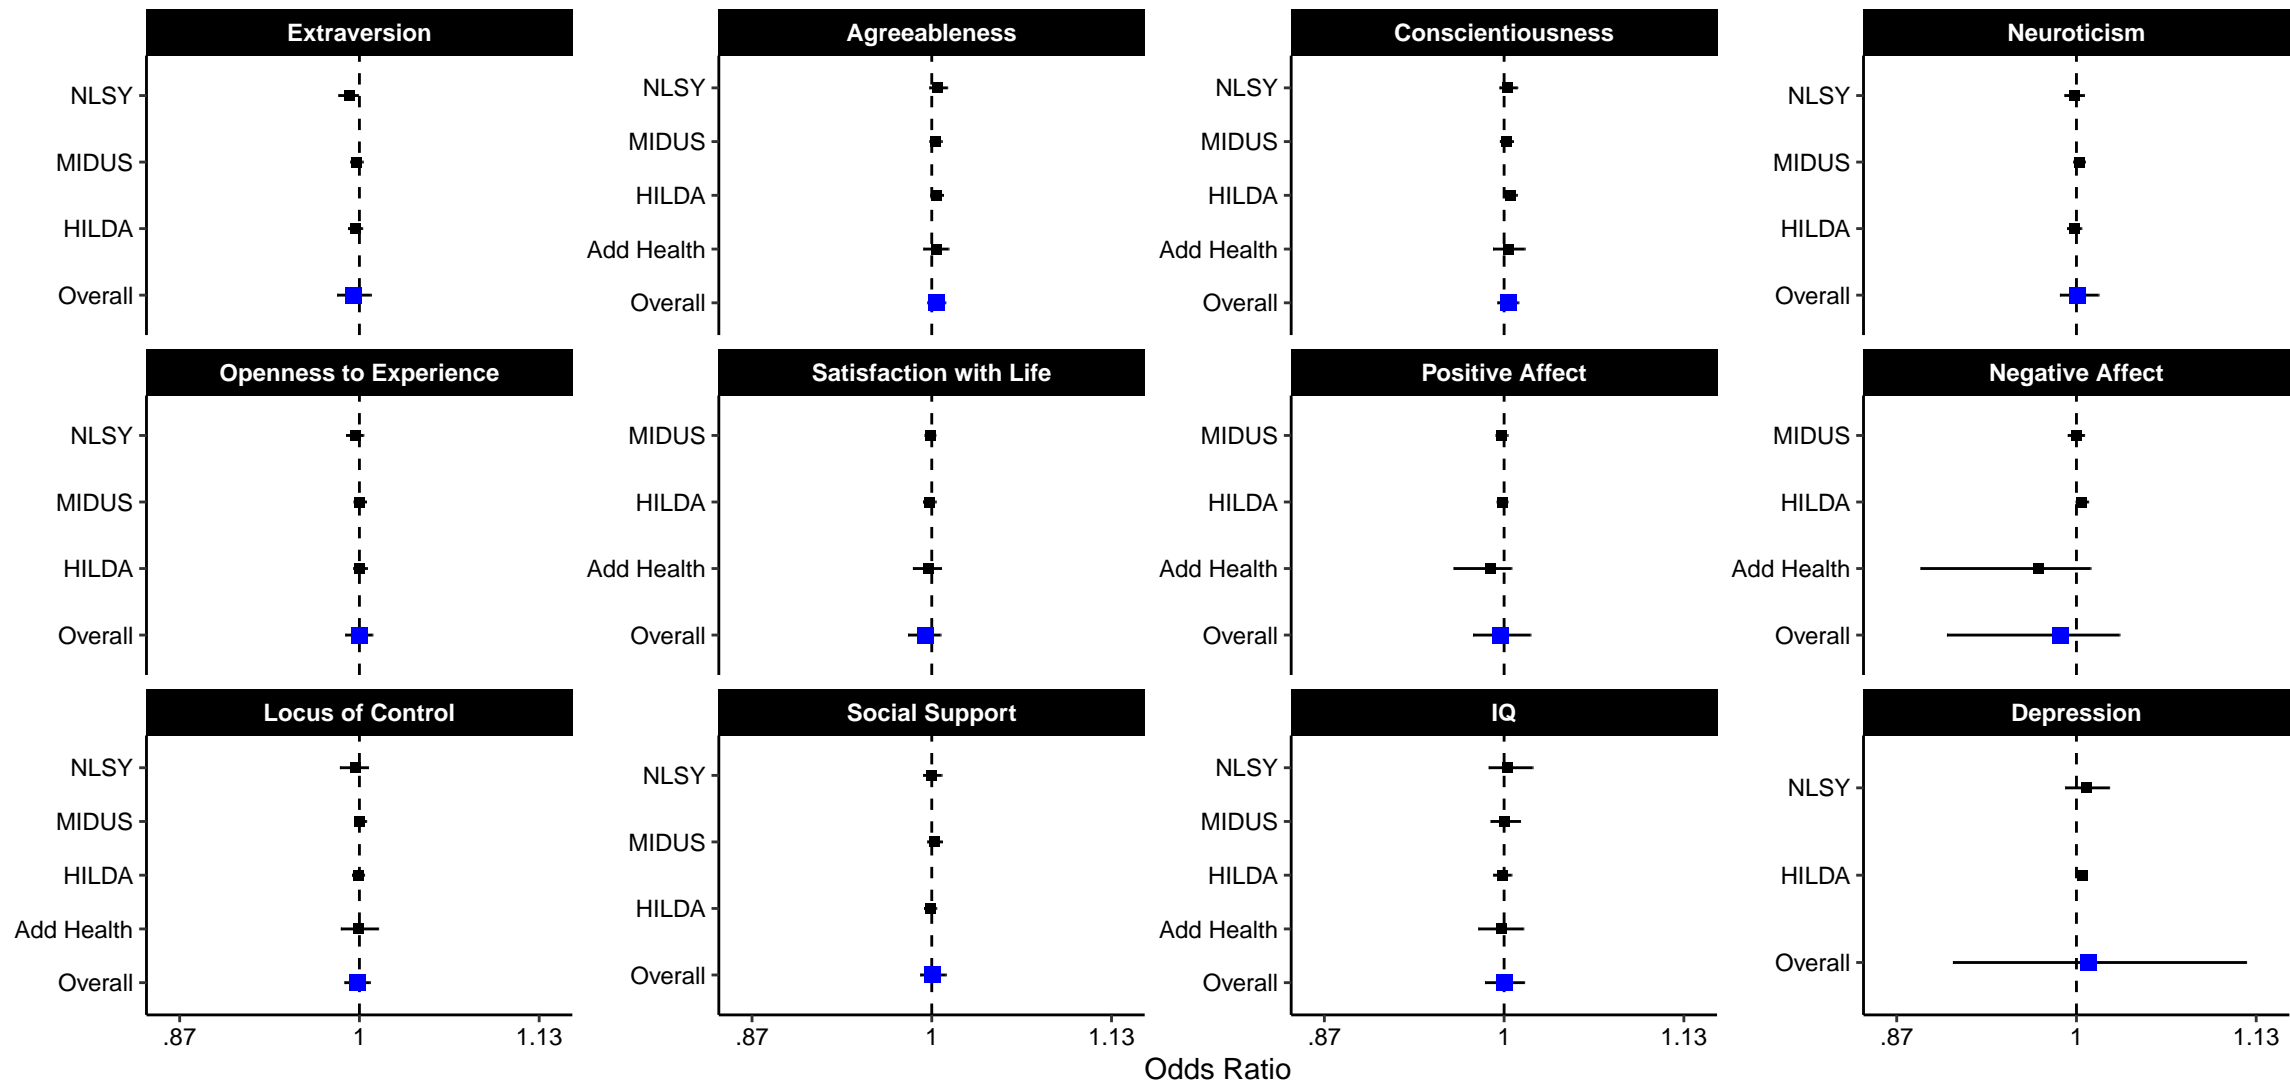 Extraversion
NLSY
MIDUS
HILDA
Overall
Agreeableness
NLSY
MIDUS
HILDA
Add Health
Overall
Conscientiousness
NLSY
MIDUS
HILDA
Add Health
Overall
Neuroticism
NLSY
MIDUS
HILDA
Overall
Openness to Experience
NLSY
MIDUS
HILDA
Overall
Satisfaction with Life
MIDUS
HILDA
Add Health
Overall
Positive Affect
MIDUS
HILDA
Add Health
Overall
Negative Affect
MIDUS
HILDA
Add Health
Overall
Locus of Control
NLSY
MIDUS
HILDA
Add Health
Overall
.87 1 1.13
Social Support
NLSY
MIDUS
HILDA
Overall
.87 1 1.13
IQ
NLSY
MIDUS
HILDA
Add Health
Overall
.87 1 1.13
Depression
NLSY
HILDA
Overall
.87 1 1.13
Odds Ratio